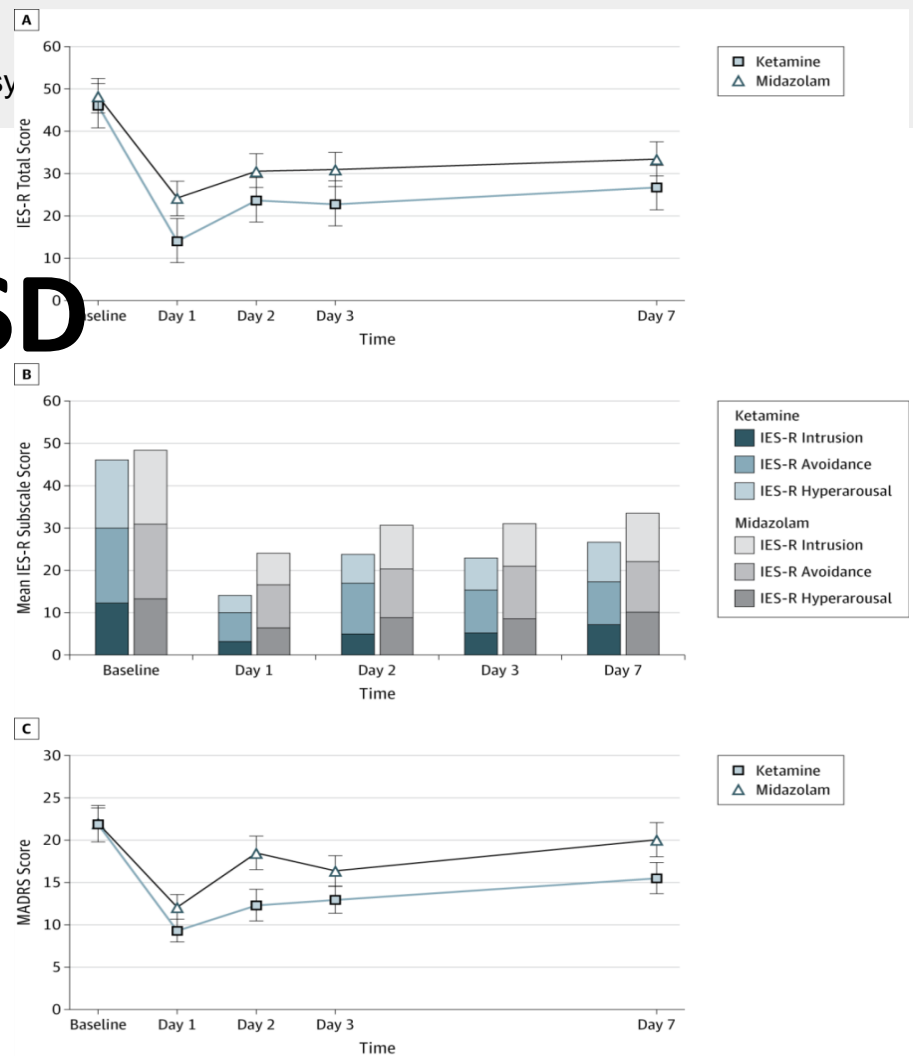 A
60
50
40
30
20
10
0
IES-R Total Score
Ketamine
Midazolam
sy
SD
seline Day 1 Day 2 Day 3 Day 7
Time
B
60
50
40
30
20
10
0
Mean IES-R Subscale Score
Ketamine
IES-R Intrusion
IES-R Avoidance
IES-R Hyperarousal
Midazolam
IES-R Intrusion
IES-R Avoidance
IES-R Hyperarousal
Baseline Day 1 Day 2 Day 3 Day 7
Time
C
30
25
20
15
10
5
0
MADRS Score
Ketamine
Midazolam
Baseline Day 1 Day 2 Day 3 Day 7
Time